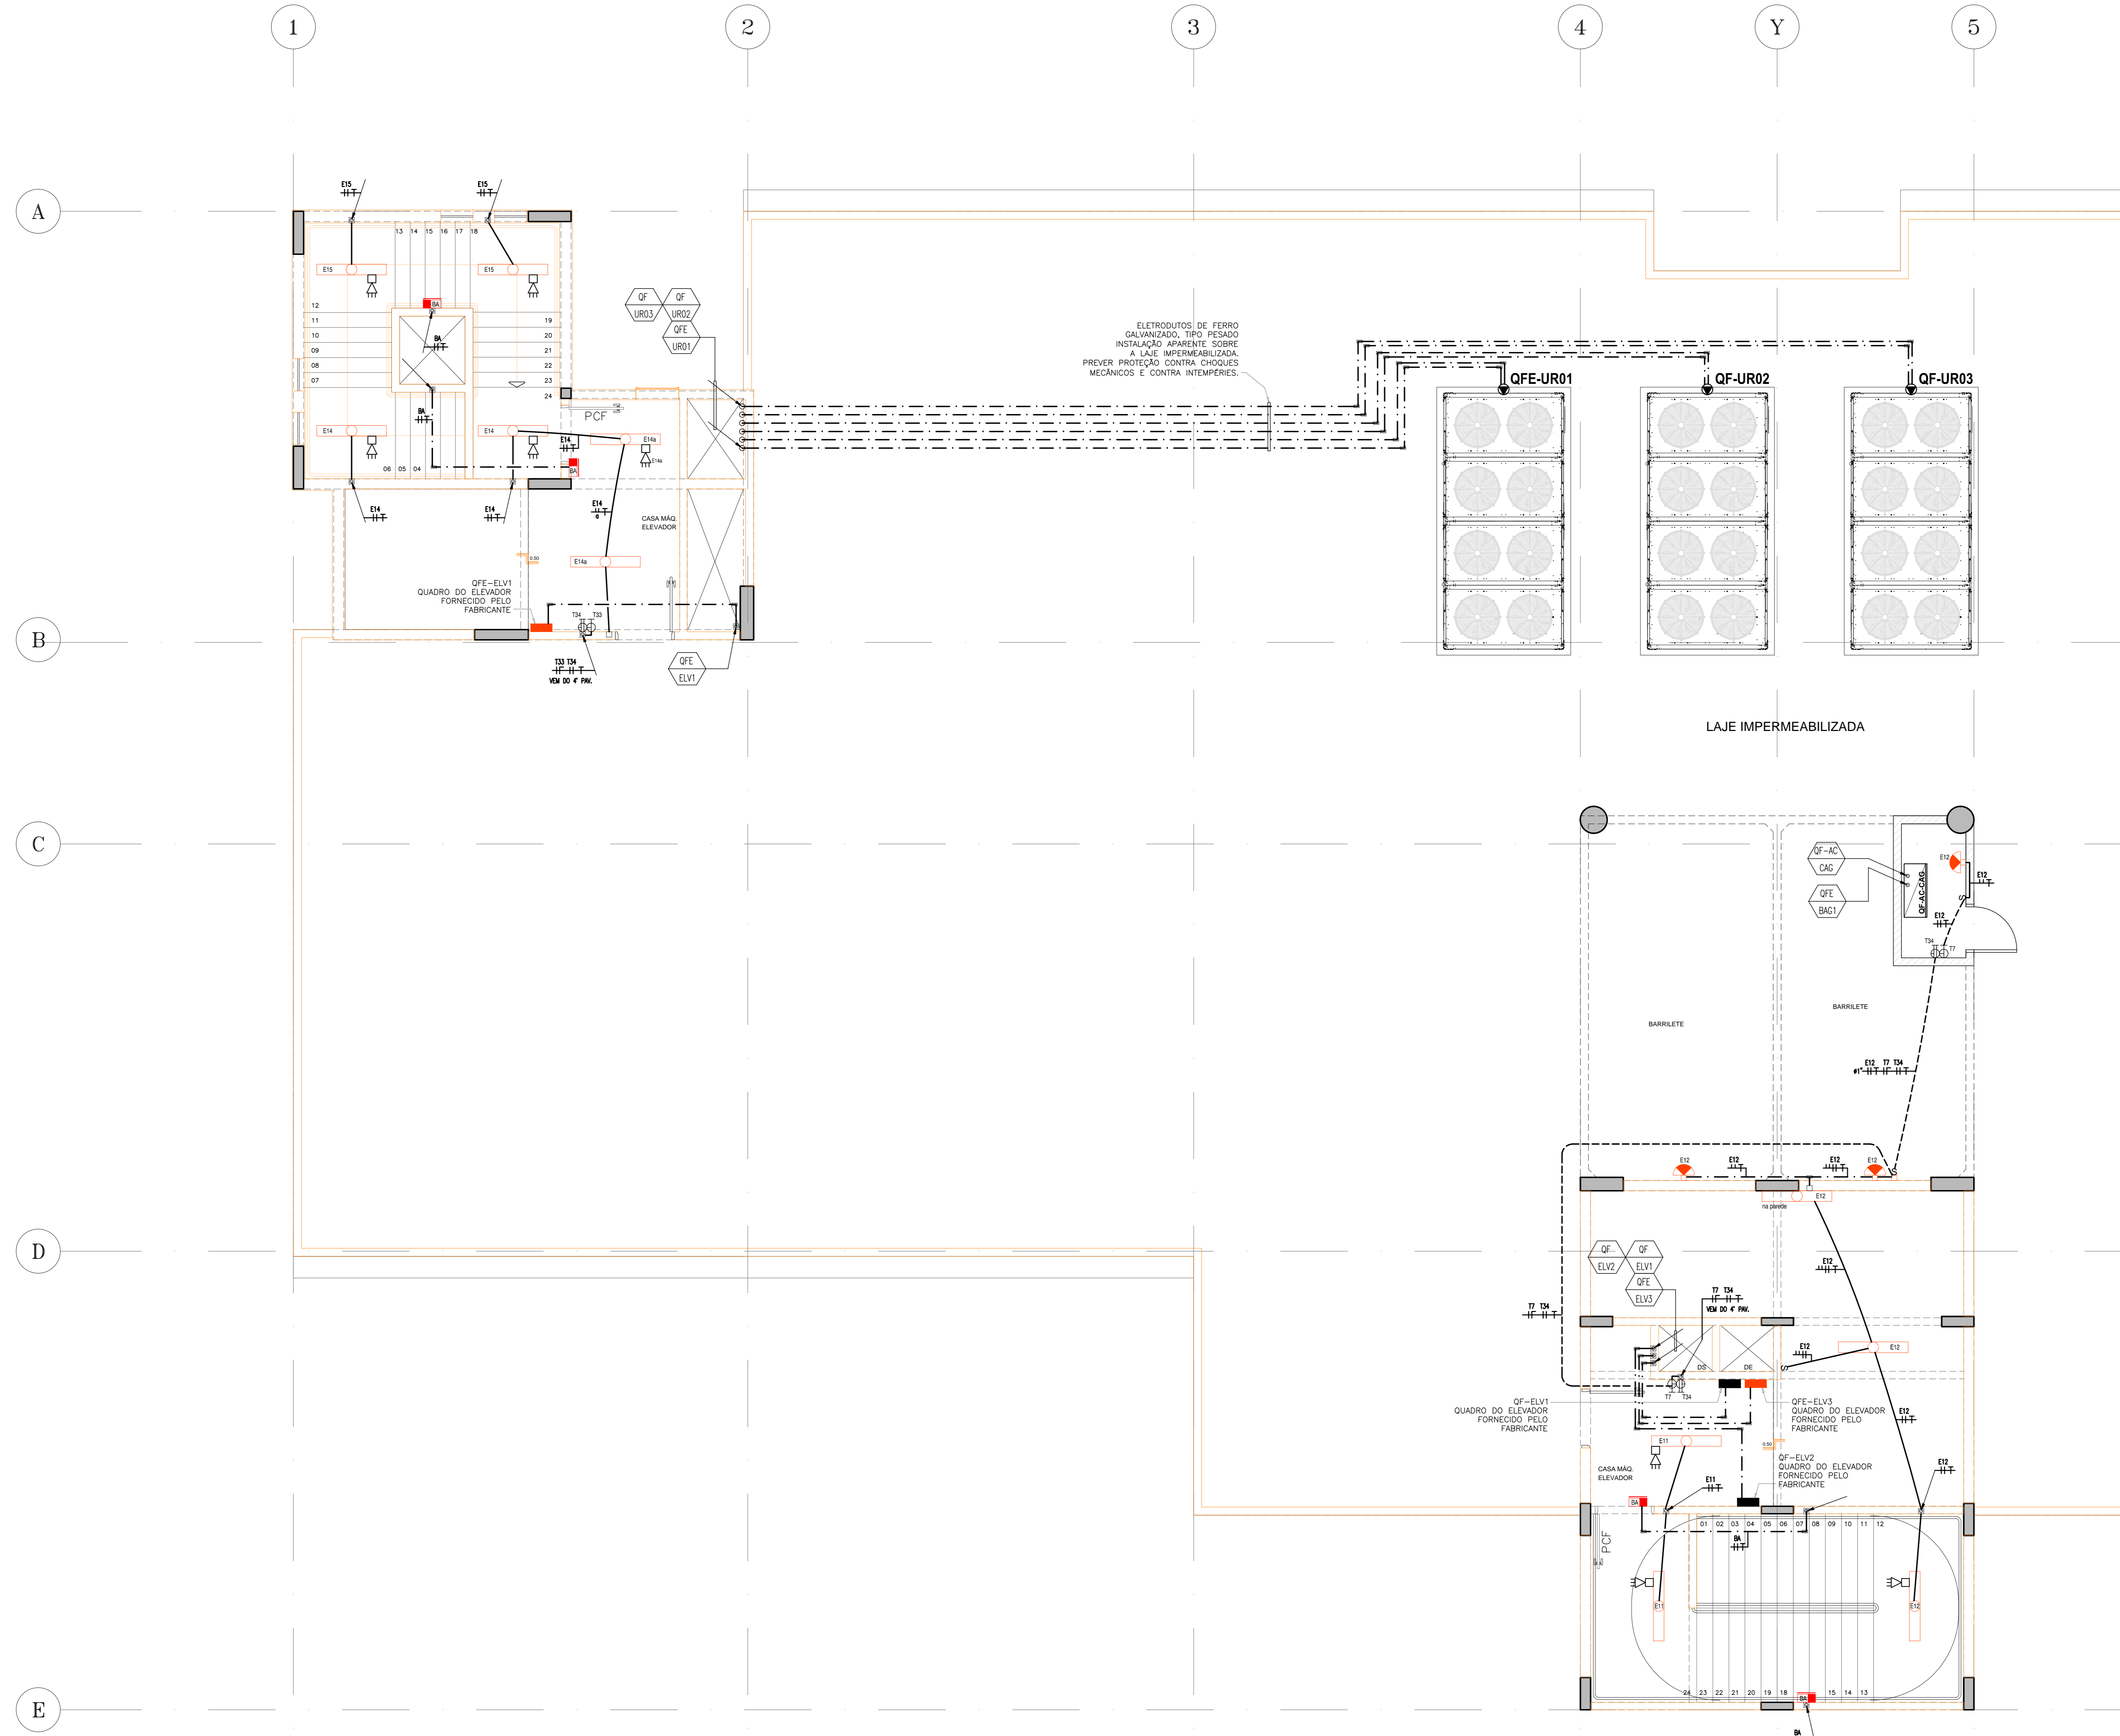 1
2
3
4
Y
5
A
B
C
D
E
E15
E15
13 14 15 16 17 18
E15
E15
12
11
10
09
08
07
BA
BA
19
20
21
22
23
24
BA
E14
E14
06 05 04
E14
E14
E14
E14a
E14a
BA
PCF
E14
a
CASA MÁQ.
ELEVADOR
E14a
0.50
QFE-ELV1
QUADRO DO ELEVADOR
FORNECIDO PELO
FABRICANTE
T34
T33
T33 T34
VEM DO 4° PAV.
QFE
ELV1
QF
UR03
QF
UR02
QFE
UR01
ELETRODUTOS DE FERRO
GALVANIZADO, TIPO PESADO
INSTALAÇÃO APARENTE SOBRE
A LAJE IMPERMEABILIZADA.
PREVER PROTEÇÃO CONTRA CHOQUES
MECÂNICOS E CONTRA INTEMPÉRIES.
QFE-UR01
QF-UR02
QF-UR03
LAJE IMPERMEABILIZADA
QF-AC
CAG
QFE
BAG1
QF-AC-CAG
E12
E12
S
E12
T34
T7
BARRILETE
BARRILETE
ø1" E12 T7 T34
E12
E12
E12
E12
S
E12
na parede
QF
ELV2
QF
ELV1
QFE
ELV3
E12
T7 T34
VEM DO 4° PAV.
T7 T34
E12
E12
S
DS
DE
T7
T34
QF-ELV1
QUADRO DO ELEVADOR
FORNECIDO PELO
FABRICANTE
QFE-ELV3
QUADRO DO ELEVADOR
FORNECIDO PELO
FABRICANTE
E12
E11
0.50
QF-ELV2
QUADRO DO ELEVADOR
FORNECIDO PELO
FABRICANTE
CASA MÁQ.
ELEVADOR
E11
E12
BA
01 02 03 04 05 06 07 08 09 10 11 12
PCF
BA
E11
E12
24 23 22 21 20 19 18
BA
15 14 13
BA